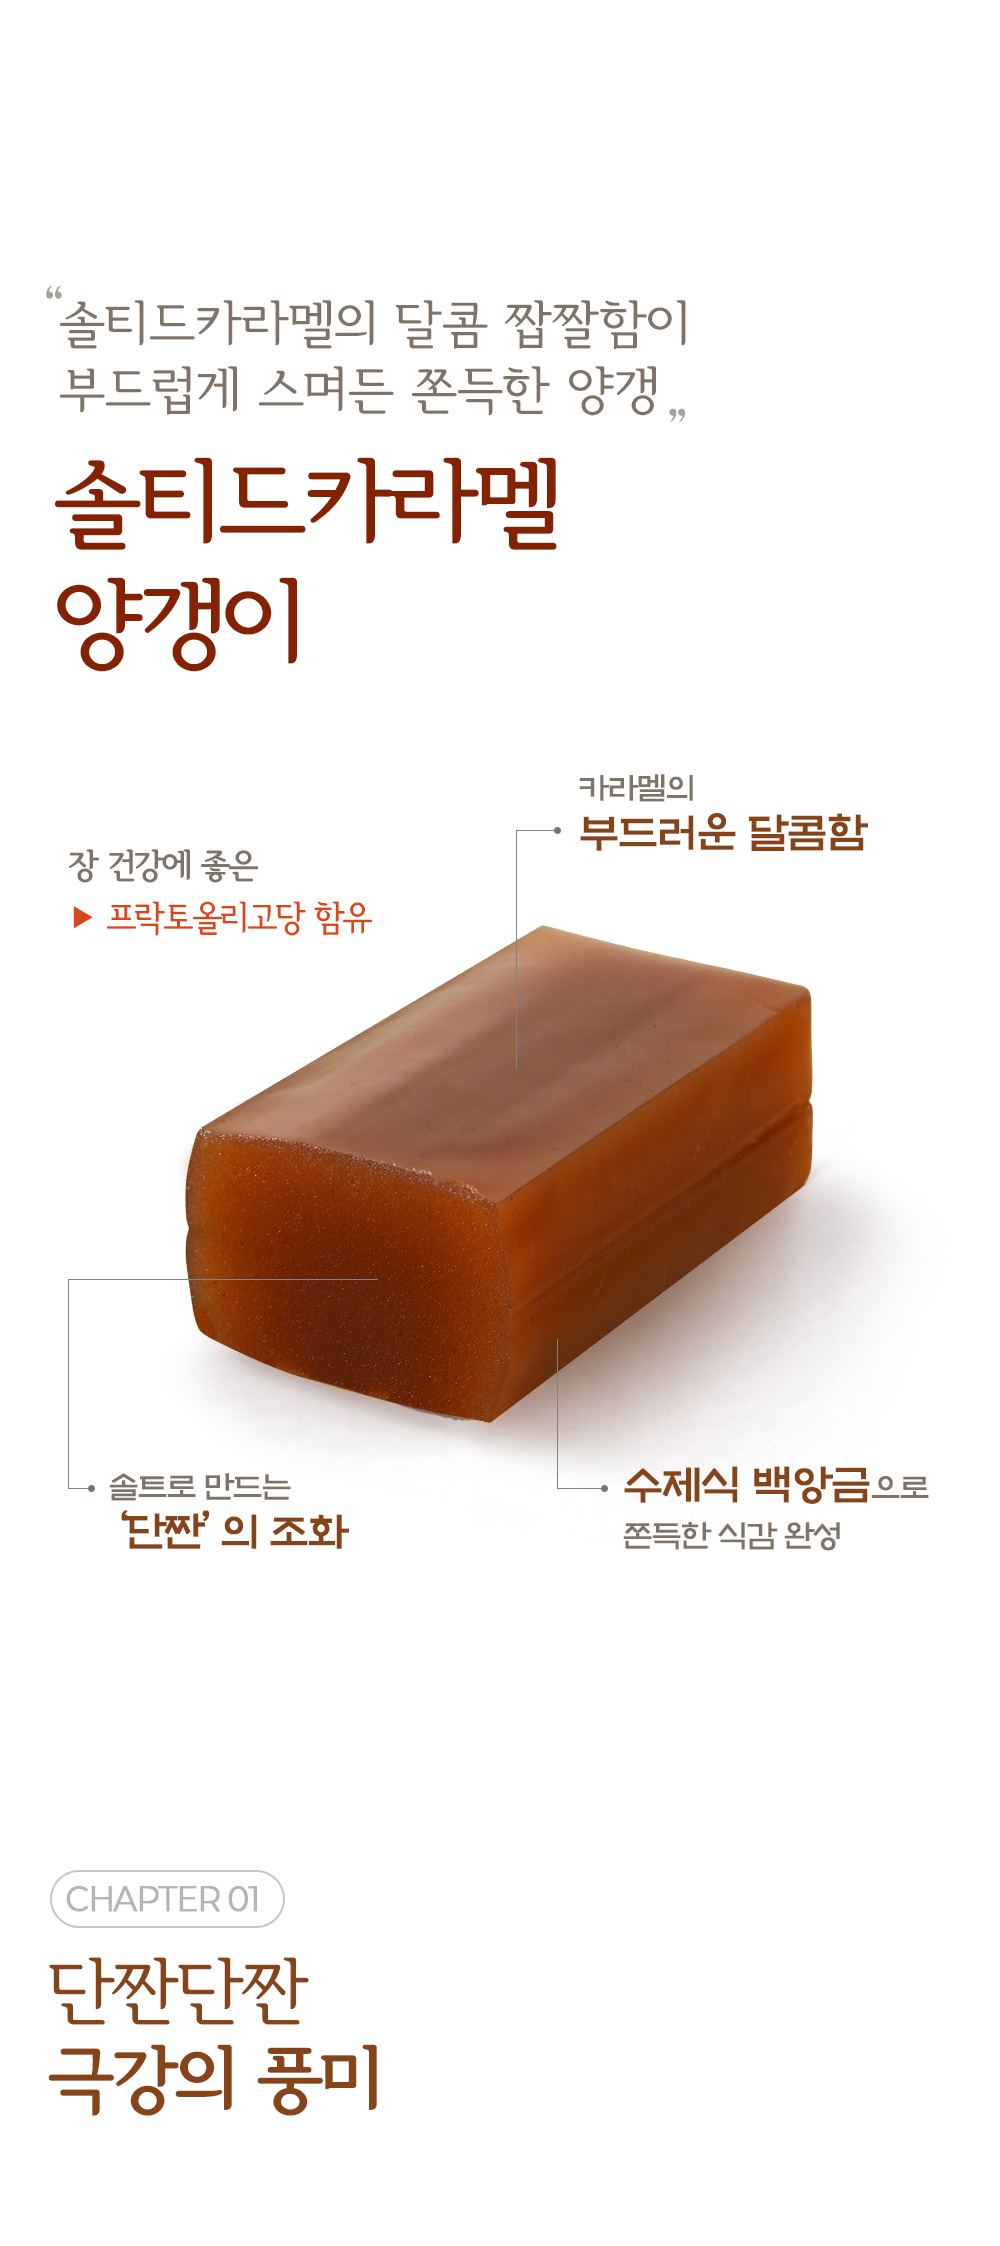 “솔티드카라멜의 달콤 짭짤함이
부드럽게 스며든 쫀득한 양갱”
솔티드카라멜
양갱이
카라멜의
부드러운 달콤함
장 건강에 좋은
▶ 프락토올리고당 함유
솔트로 만드는
‘단짠’ 의 조화
수제식 백앙금으로
쫀득한 식감 완성
CHAPTER 01
단짠단짠
극강의 풍미